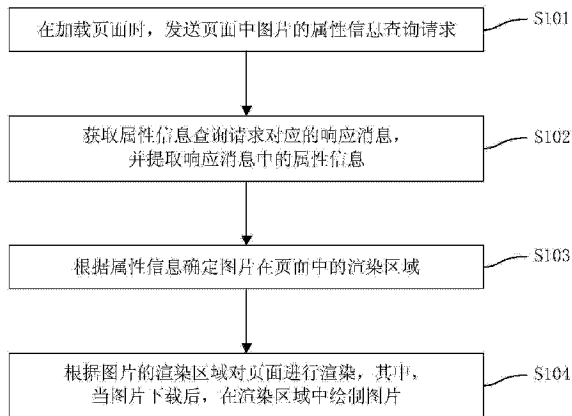 在加载页面时，发送页面中图片的属性信息查询请求
S101
获取属性信息查询请求对应的响应消息，
并提取响应消息中的属性信息
S102
根据属性信息确定图片在页面中的渲染区域
S103
根据图片的渲染区域对页面进行渲染，其中，
当图片下载后，在渲染区域中绘制图片
S104